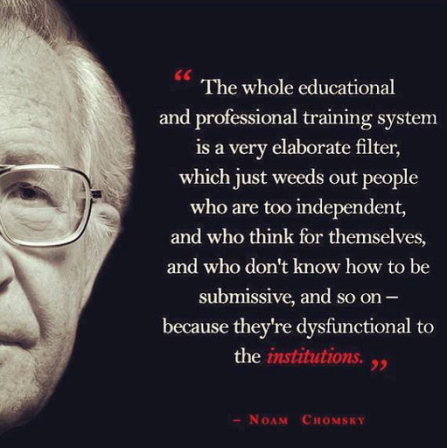 “ The whole educational
and professional training system
is a very elaborate filter,
which just weeds out people
who are too independent,
and who think for themselves,
and who don't know how to be
submissive, and so on –
because they're dysfunctional to
the institutions. ”
– NOAM CHOMSKY